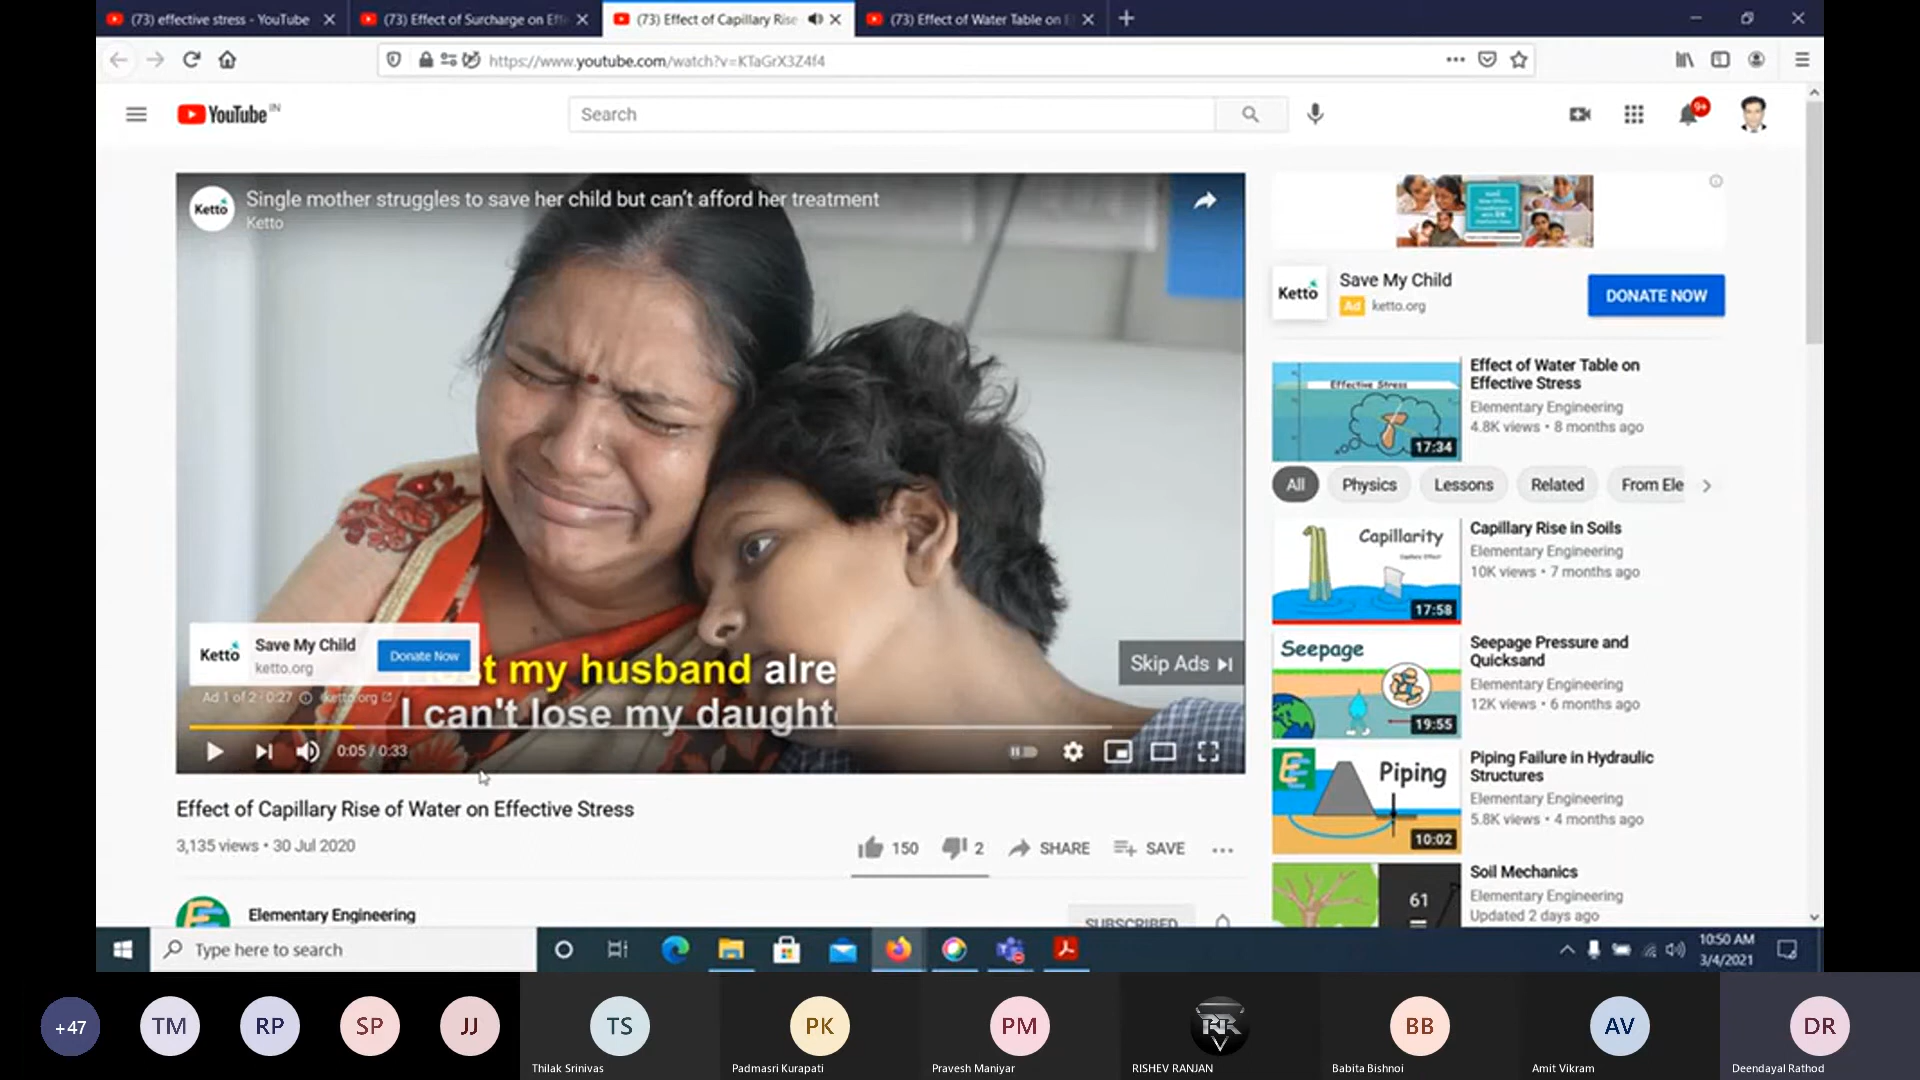 (73) effective stress - YouTube
(73) Effect of Surcharge on Eff
(73) Effect of Capillary Rise
(73) Effect of Water Table on
https://www.youtube.com/watch?v=KTaGrX3Z4f4
YouTube IN
Search
9+
Ketto
Single mother struggles to save her child but can't afford her treatment
Ketto
Ketto
Save My Child
ketto.org
Donate Now
t my husband alre
I can't lose my daught
Ad 1 of 2 · 0:27
ketto.org
Skip Ads
0:05 / 0:33
Effect of Capillary Rise of Water on Effective Stress
3,135 views • 30 Jul 2020
150
2
SHARE
SAVE
Elementary Engineering
SUBSCRIBED
Ketto
Save My Child
Ad ketto.org
DONATE NOW
Effective Stress
17:34
Effect of Water Table on
Effective Stress
Elementary Engineering
4.8K views • 8 months ago
All
Physics
Lessons
Related
From Ele
Capillarity
17:58
Capillary Rise in Soils
Elementary Engineering
10K views • 7 months ago
Seepage
19:55
Seepage Pressure and
Quicksand
Elementary Engineering
12K views • 6 months ago
Piping
10:02
Piping Failure in Hydraulic
Structures
Elementary Engineering
5.8K views • 4 months ago
61
Soil Mechanics
Elementary Engineering
Updated 2 days ago
Type here to search
10:50 AM
3/4/2021
+47
TM
RP
SP
JJ
TS
Thilak Srinivas
PK
Padmasri Kurapati
PM
Pravesh Maniyar
RISHEV RANJAN
BB
Babita Bishnoi
AV
Amit Vikram
DR
Deendayal Rathod